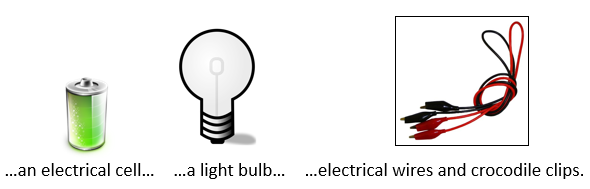 ...an electrical cell... ...a light bulb... ...electrical wires and crocodile clips.